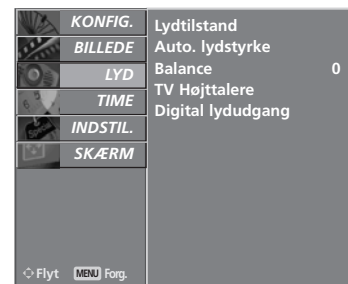 KONFIG.
BILLEDE
LYD
TIME
INDSTIL.
SKÆRM
Lydtilstand
Auto. lydstyrke
Balance 0
TV Højttalere
Digital lydudgang
Flyt MENU Forg.